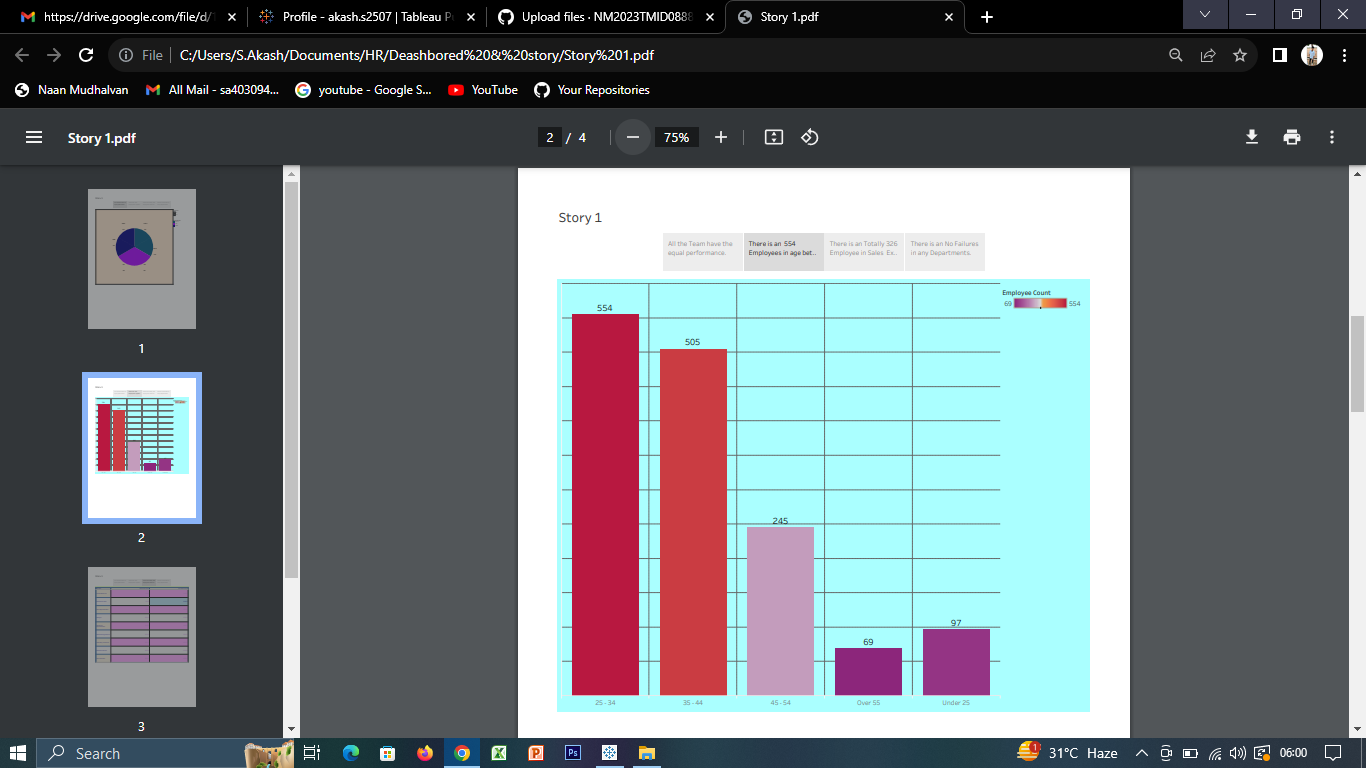 https://drive.google.com/file/d/
Profile - akash.s2507 | Tableau P
Upload files · NM2023TMID0888
Story 1.pdf
File
C:/Users/S.Akash/Documents/HR/Deashbored%20&%20story/Story%201.pdf
Naan Mudhalvan
All Mail - sa403094...
youtube - Google S...
YouTube
Your Repositories
Story 1.pdf
2 / 4
75%
1
2
3
Story 1
All the Team have the
equal performance.
There is an 554
Employees in age bet..
There is an Totally 326
Employee in Sales Ex..
There is an No Failures
in any Departments.
Employee Count
69 554
554
505
245
69
97
25 - 34
35 - 44
45 - 54
Over 55
Under 25
Search
1
31°C Haze
06:00